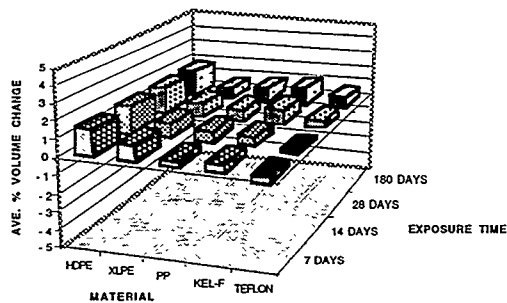 AVE. % VOLUME CHANGE
5
4
3
2
1
0
-1
-2
-3
-4
-5
HDPE
XLPE
PP
KEL-F
TEFLON
MATERIAL
7 DAYS
14 DAYS
28 DAYS
180 DAYS
EXPOSURE TIME